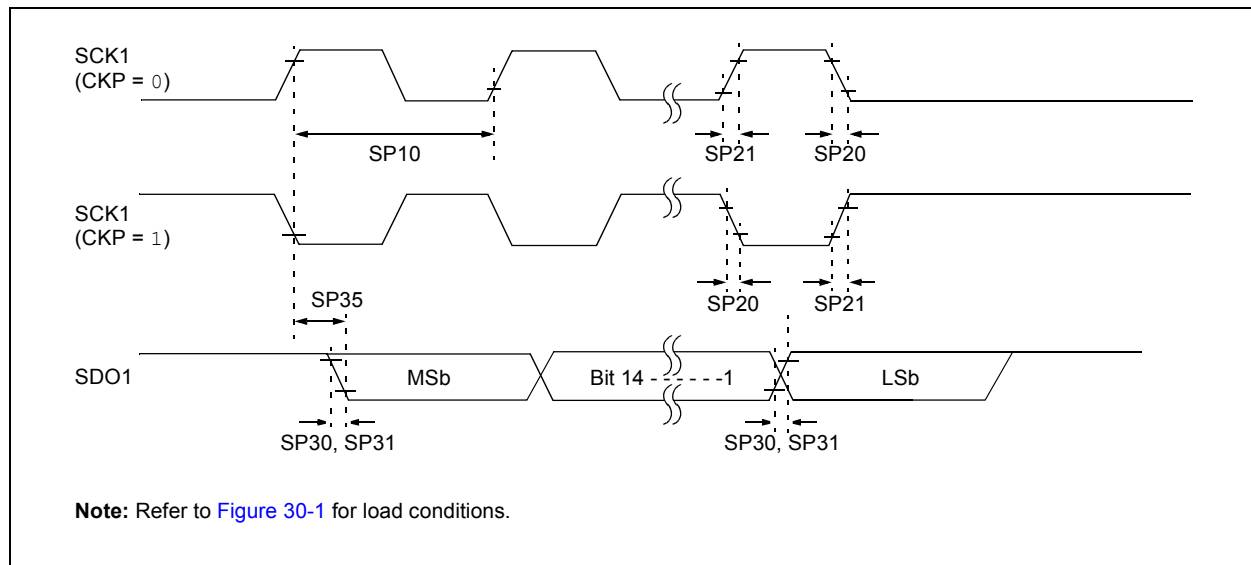 SCK1
(CKP = 0)
SP10
SP21
SP20
SCK1
(CKP = 1)
SP20
SP21
SP35
SDO1
MSb
Bit 14 - - - - - -1
LSb
SP30, SP31
SP30, SP31
Note: Refer to Figure 30-1 for load conditions.